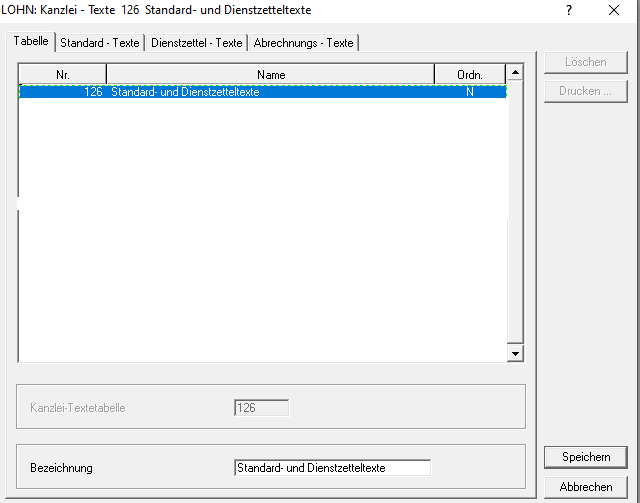 LOHN: Kanzlei - Texte 126 Standard- und Dienstzetteltexte
Tabelle Standard - Texte Dienstzettel - Texte Abrechnungs - Texte
Löschen
Nr. Name Ordn.
126 Standard- und Dienstzetteltexte N
Drucken ...
Kanzlei-Textetabelle 126
Speichern
Bezeichnung Standard- und Dienstzetteltexte
Abbrechen